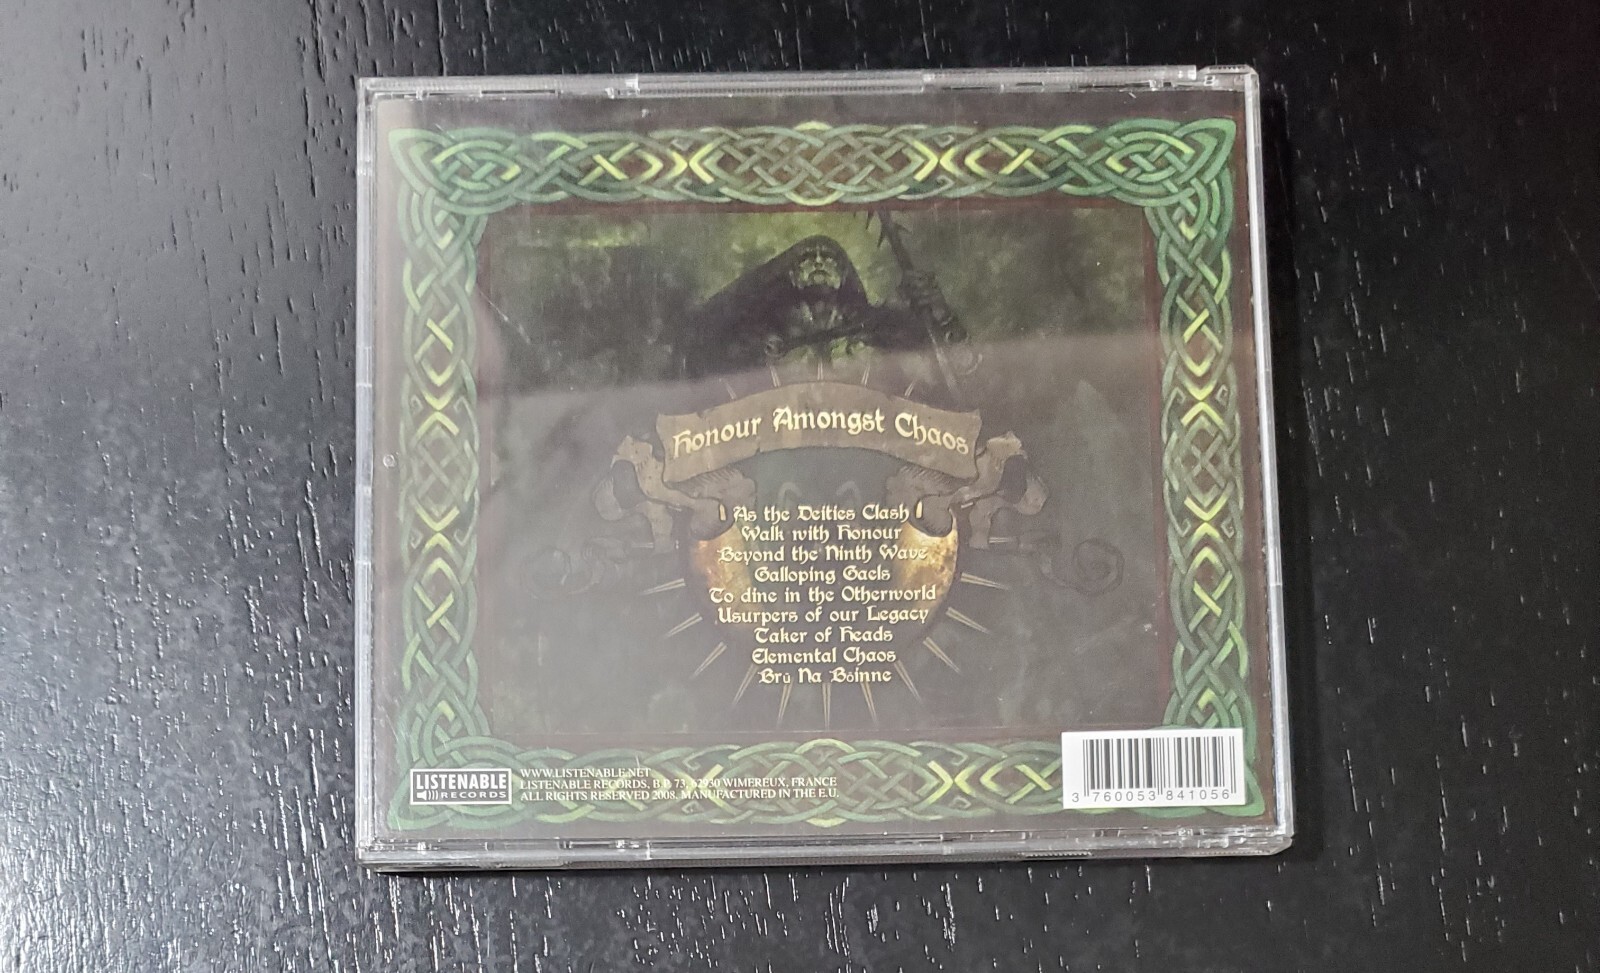 Honour Amongst Chaos
As the Deities Clash
Walk with Honour
Beyond the Ninth Wave
Galloping Gaels
To dine in the Otherworld
Usurpers of our Legacy
Taker of Heads
Elemental Chaos
Brú Na Bóinne
LISTENABLE
RECORDS
WWW.LISTENABLE.NET
LISTENABLE RECORDS, B.P. 73, 62930 WIMEREUX, FRANCE
ALL RIGHTS RESERVED 2008. MANUFACTURED IN THE E.U.
3 760053 841056